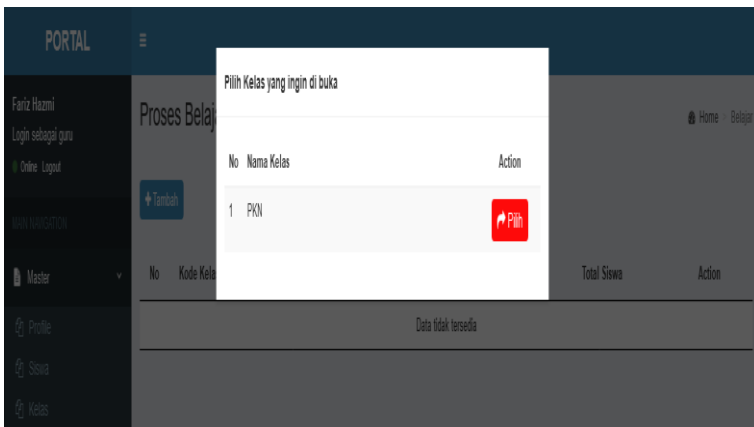 PORTAL
Fariz Hazmi
Login sebagai guru
Online Logout
MAIN NAVIGATION
Master
Profile
Siswa
Kelas
Proses Belaj
Home > Belajar
+ Tambah
No Kode Kela Total Siswa Action
Data tidak tersedia
Pilih Kelas yang ingin di buka
No Nama Kelas Action
1 PKN Pilih